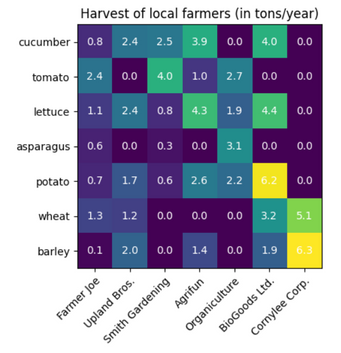 Harvest of local farmers (in tons/year)
cucumber 0.8 2.4 2.5 3.9 0.0 4.0 0.0
tomato 2.4 0.0 4.0 1.0 2.7 0.0 0.0
lettuce 1.1 2.4 0.8 4.3 1.9 4.4 0.0
asparagus 0.6 0.0 0.3 0.0 3.1 0.0 0.0
potato 0.7 1.7 0.6 2.6 2.2 6.2 0.0
wheat 1.3 1.2 0.0 0.0 0.0 3.2 5.1
barley 0.1 2.0 0.0 1.4 0.0 1.9 6.3
Farmer Joe
Upland Bros.
Smith Gardening
Agrifun
Organiculture
BioGoods Ltd.
Cornylee Corp.